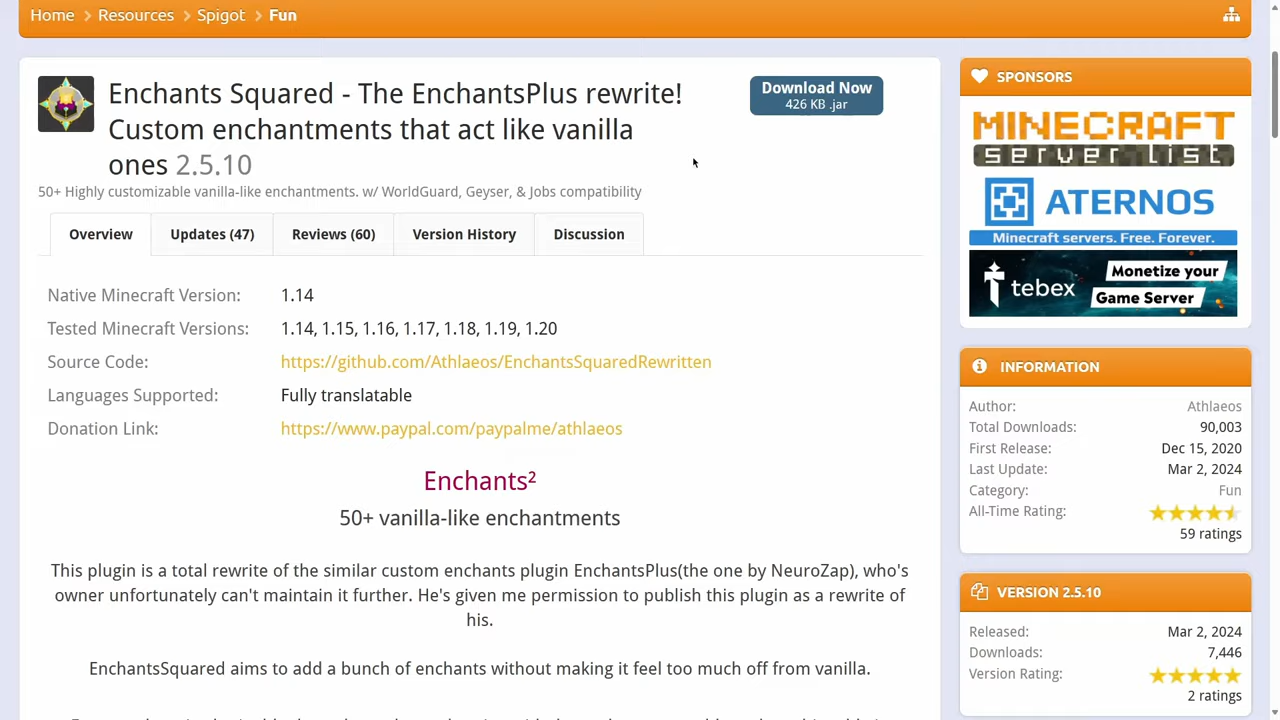 Home > Resources > Spigot > Fun
Enchants Squared - The EnchantsPlus rewrite!
Custom enchantments that act like vanilla
ones 2.5.10
Download Now
426 KB .jar
50+ Highly customizable vanilla-like enchantments. w/ WorldGuard, Geyser, & Jobs compatibility
Overview
Updates (47)
Reviews (60)
Version History
Discussion
Native Minecraft Version: 1.14
Tested Minecraft Versions: 1.14, 1.15, 1.16, 1.17, 1.18, 1.19, 1.20
Source Code: https://github.com/Athlaeos/EnchantsSquaredRewritten
Languages Supported: Fully translatable
Donation Link: https://www.paypal.com/paypalme/athlaeos
Enchants²
50+ vanilla-like enchantments
This plugin is a total rewrite of the similar custom enchants plugin EnchantsPlus(the one by NeuroZap), who's
owner unfortunately can't maintain it further. He's given me permission to publish this plugin as a rewrite of
his.
EnchantsSquared aims to add a bunch of enchants without making it feel too much off from vanilla.
SPONSORS
MINECRAFT
server list
ATERNOS
Minecraft servers. Free. Forever.
tebex
Monetize your
Game Server
INFORMATION
Author: Athlaeos
Total Downloads: 90,003
First Release: Dec 15, 2020
Last Update: Mar 2, 2024
Category: Fun
All-Time Rating:
59 ratings
VERSION 2.5.10
Released: Mar 2, 2024
Downloads: 7,446
Version Rating:
2 ratings